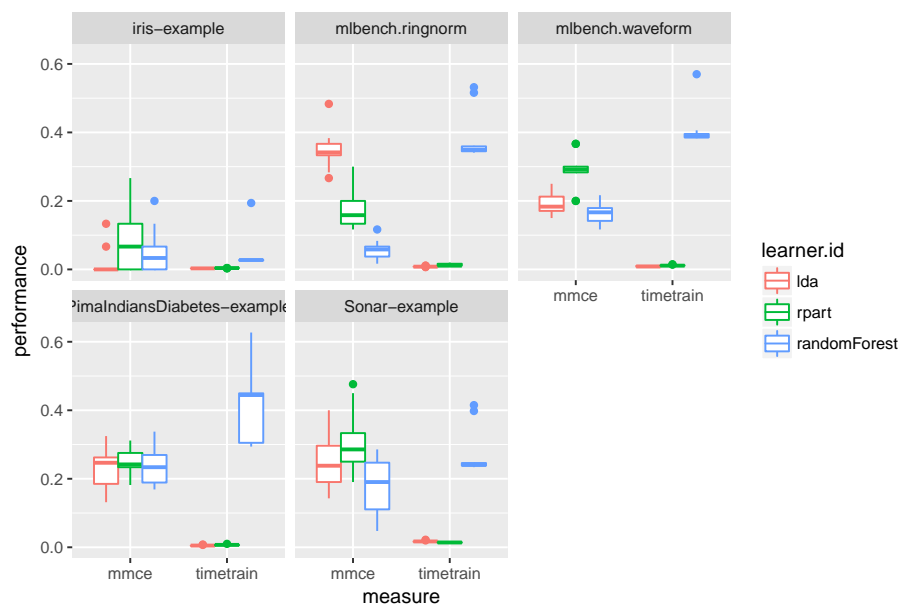 iris-example
mlbench.ringnorm
mlbench.waveform
0.6
0.4
0.2
0.0
mmce
timetrain
PimaIndiansDiabetes-example
Sonar-example
0.6
0.4
0.2
0.0
mmce
timetrain
mmce
timetrain
measure
performance
learner.id
lda
rpart
randomForest